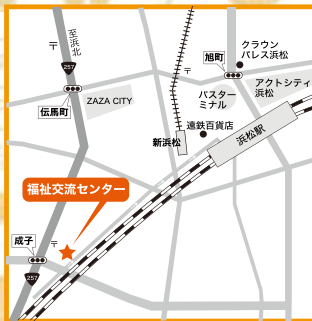 至浜北
〒
257
伝馬町
ZAZA CITY
旭町
クラウン
パレス浜松
〒
バスター
ミナル
アクトシティ
浜松
遠鉄百貨店
新浜松
浜松駅
福祉交流センター
成子
〒
257